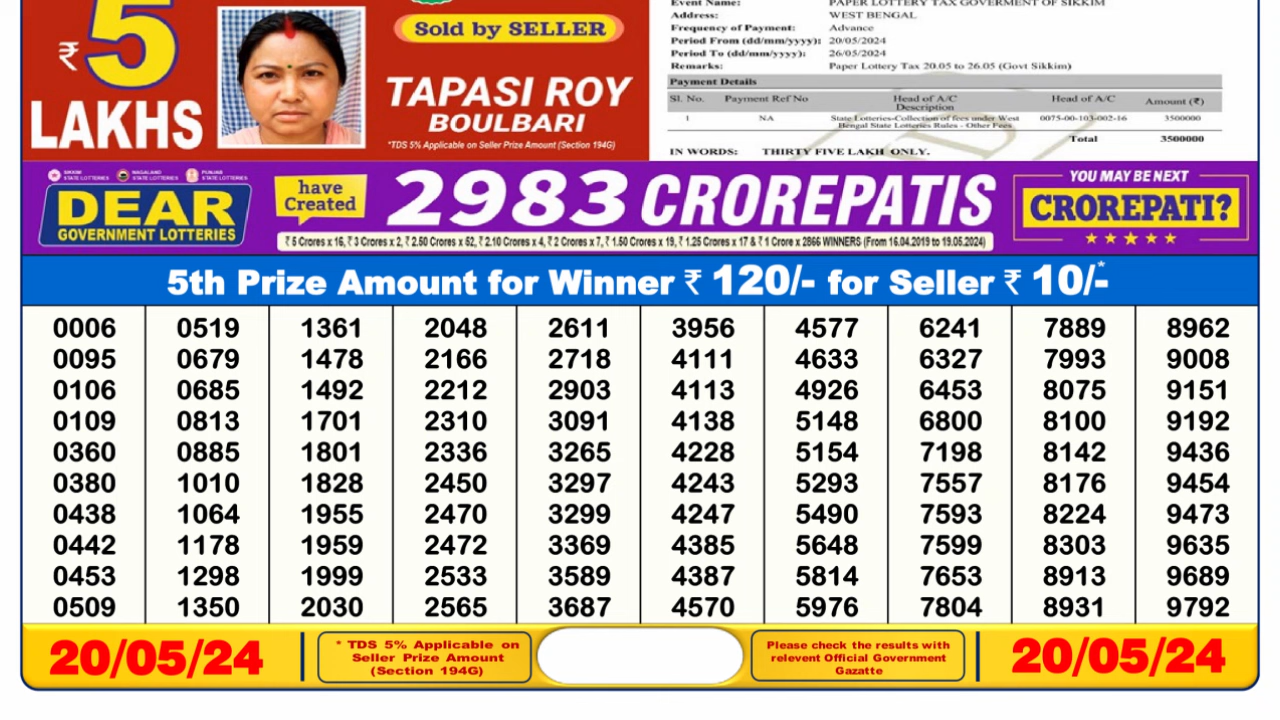 ₹ 5
LAKHS
Sold by SELLER
TAPASI ROY
BOULBARI
*TDS 5% Applicable on Seller Prize Amount (Section 194G)
Event Name: PAPER LOTTERY TAX GOVERMENT OF SIKKIM
Address: WEST BENGAL
Frequency of Payment: Advance
Period From (dd/mm/yyyy): 20/05/2024
Period To (dd/mm/yyyy): 26/05/2024
Remarks: Paper Lottery Tax 20.05 to 26.05 (Govt Sikkim)
Payment Details
Sl. No. Payment Ref No Head of A/C Description Head of A/C Amount (₹)
1 NA State Lotteries-Collection of fees under West Bengal State Lotteries Rules - Other Fees 0075-00-103-002-16 3500000
Total 3500000
IN WORDS: THIRTY FIVE LAKH ONLY.
SIKKIM STATE LOTTERIES NAGALAND STATE LOTTERIES PUNJAB STATE LOTTERIES
DEAR
GOVERNMENT LOTTERIES
have
Created
2983 CROREPATIS
₹ 5 Crores x 16, ₹ 3 Crores x 2, ₹ 2.50 Crores x 52, ₹ 2.10 Crores x 4, ₹ 2 Crores x 7, ₹ 1.50 Crores x 19, ₹ 1.25 Crores x 17 & ₹ 1 Crore x 2866 WINNERS (From 16.04.2019 to 19.05.2024)
YOU MAY BE NEXT
CROREPATI?
5th Prize Amount for Winner ₹ 120/- for Seller ₹ 10/-*
0006 0519 1361 2048 2611 3956 4577 6241 7889 8962
0095 0679 1478 2166 2718 4111 4633 6327 7993 9008
0106 0685 1492 2212 2903 4113 4926 6453 8075 9151
0109 0813 1701 2310 3091 4138 5148 6800 8100 9192
0360 0885 1801 2336 3265 4228 5154 7198 8142 9436
0380 1010 1828 2450 3297 4243 5293 7557 8176 9454
0438 1064 1955 2470 3299 4247 5490 7593 8224 9473
0442 1178 1959 2472 3369 4385 5648 7599 8303 9635
0453 1298 1999 2533 3589 4387 5814 7653 8913 9689
0509 1350 2030 2565 3687 4570 5976 7804 8931 9792
20/05/24
* TDS 5% Applicable on
Seller Prize Amount
(Section 194G)
Please check the results with
relevent Official Government
Gazatte
20/05/24